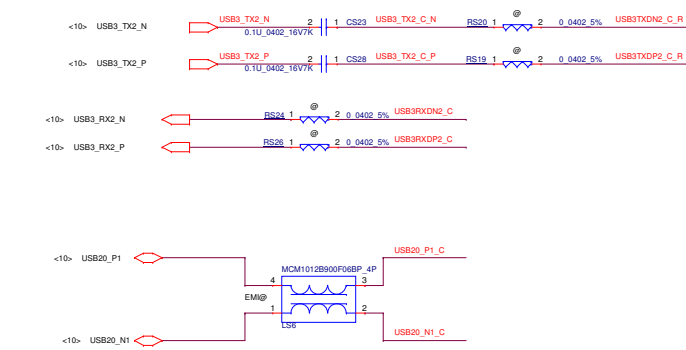 @
<10> USB3_TX2_N USB3_TX2_N 2 1 CS23 USB3_TX2_C_N RS20 1 2 0_0402_5% USB3TXDN2_C_R
0.1U_0402_16V7K
@
<10> USB3_TX2_P USB3_TX2_P 2 1 CS28 USB3_TX2_C_P RS19 1 2 0_0402_5% USB3TXDP2_C_R
0.1U_0402_16V7K
@
<10> USB3_RX2_N RS24 1 2 0_0402_5% USB3RXDN2_C
@
<10> USB3_RX2_P RS26 1 2 0_0402_5% USB3RXDP2_C
USB20_P1_C
<10> USB20_P1
MCM1012B900F06BP_4P
4 3
EMI@
1 2
LS6
USB20_N1_C
<10> USB20_N1